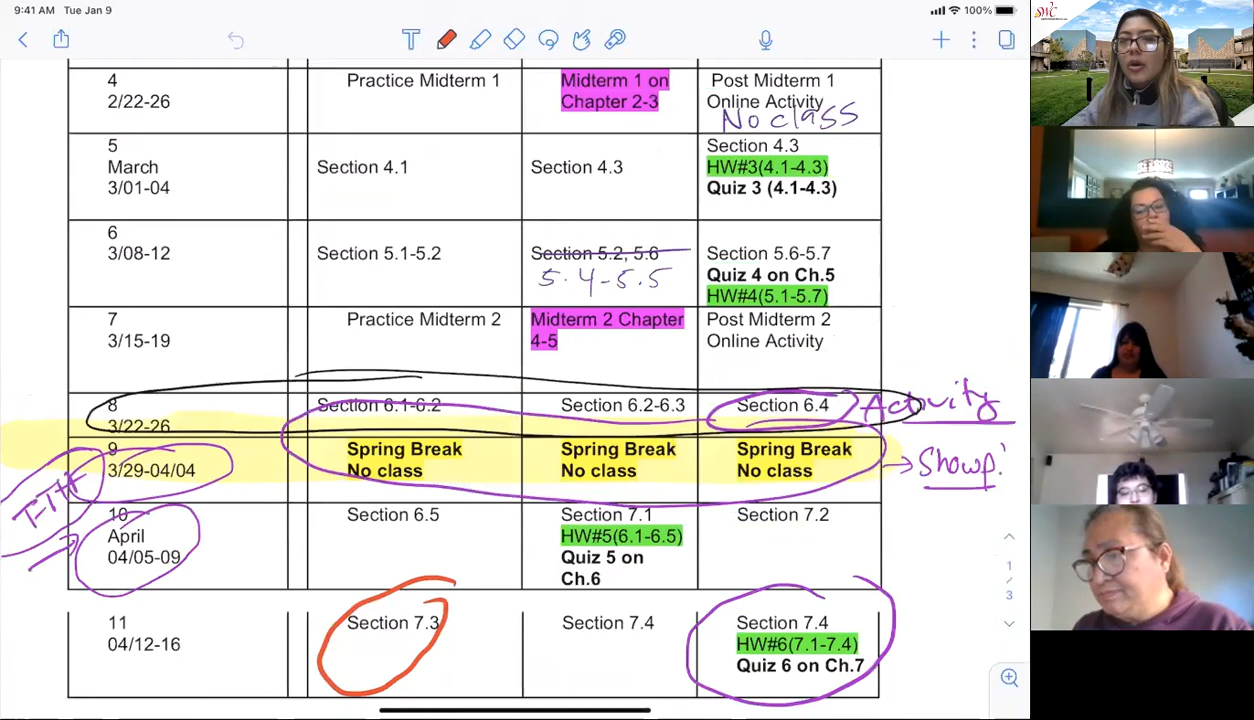 9:41 AM Tue Jan 9
100%
4
2/22-26
Practice Midterm 1
Midterm 1 on
Chapter 2-3
Post Midterm 1
Online Activity
No class
5
March
3/01-04
Section 4.1
Section 4.3
Section 4.3
HW#3(4.1-4.3)
Quiz 3 (4.1-4.3)
6
3/08-12
Section 5.1-5.2
Section 5.2, 5.6
5.4-5.5
Section 5.6-5.7
Quiz 4 on Ch.5
HW#4(5.1-5.7)
7
3/15-19
Practice Midterm 2
Midterm 2 Chapter
4-5
Post Midterm 2
Online Activity
8
3/22-26
Section 6.1-6.2
Section 6.2-6.3
Section 6.4
Activity
9
3/29-04/04
Spring Break
No class
Spring Break
No class
Spring Break
No class
10
April
04/05-09
Section 6.5
Section 7.1
HW#5(6.1-6.5)
Quiz 5 on
Ch.6
Section 7.2
11
04/12-16
Section 7.3
Section 7.4
Section 7.4
HW#6(7.1-7.4)
Quiz 6 on Ch.7
1
/
3
SWC